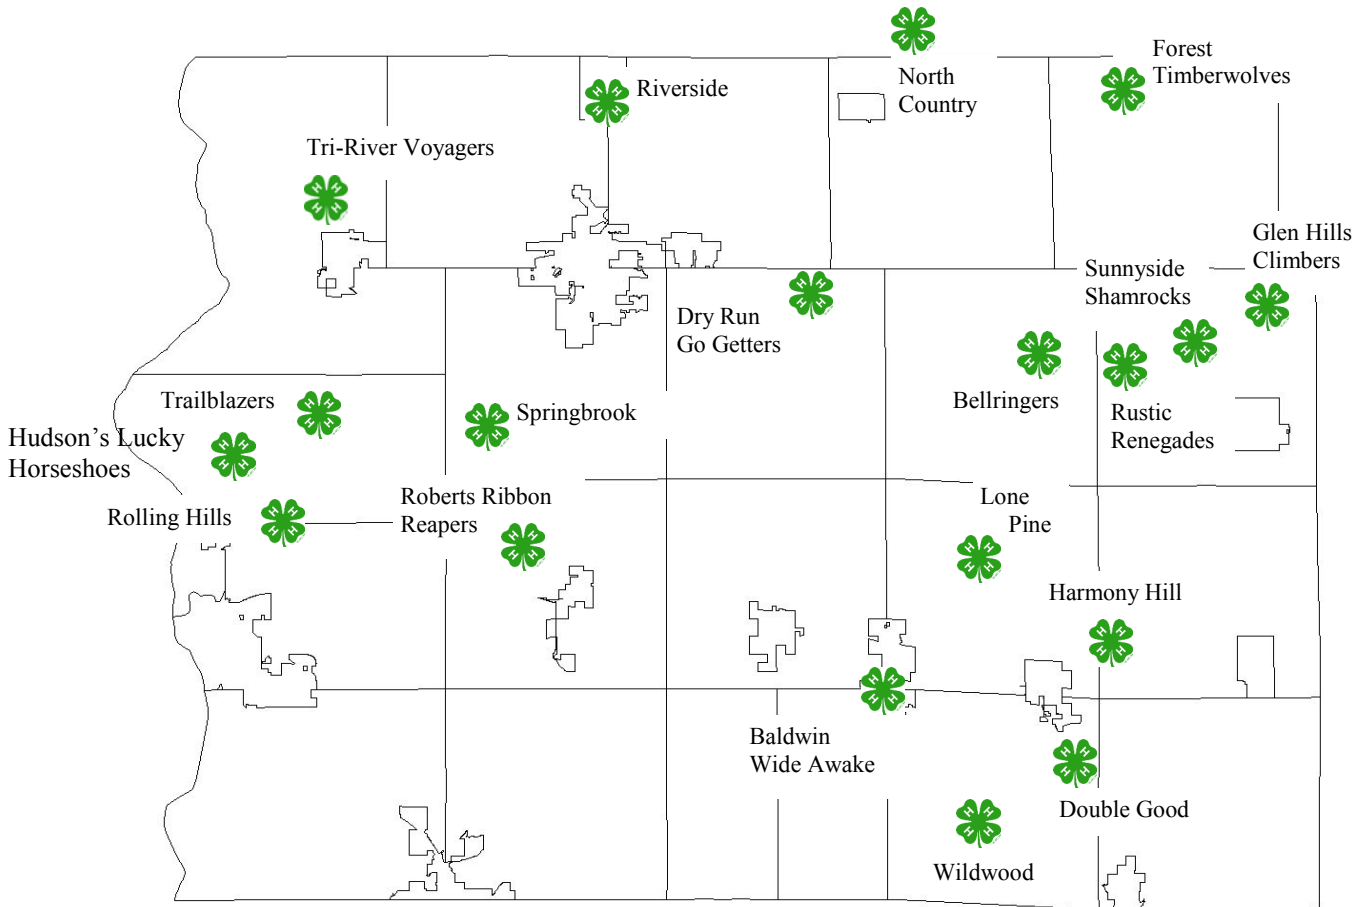 Forest
Timberwolves
North
Country
Riverside
Tri-River Voyagers
Glen Hills
Climbers
Sunnyside
Shamrocks
Dry Run
Go Getters
Bellringers
Rustic
Renegades
Trailblazers
Springbrook
Hudson’s Lucky
Horseshoes
Rolling Hills
Roberts Ribbon
Reapers
Lone
Pine
Harmony Hill
Baldwin
Wide Awake
Double Good
Wildwood